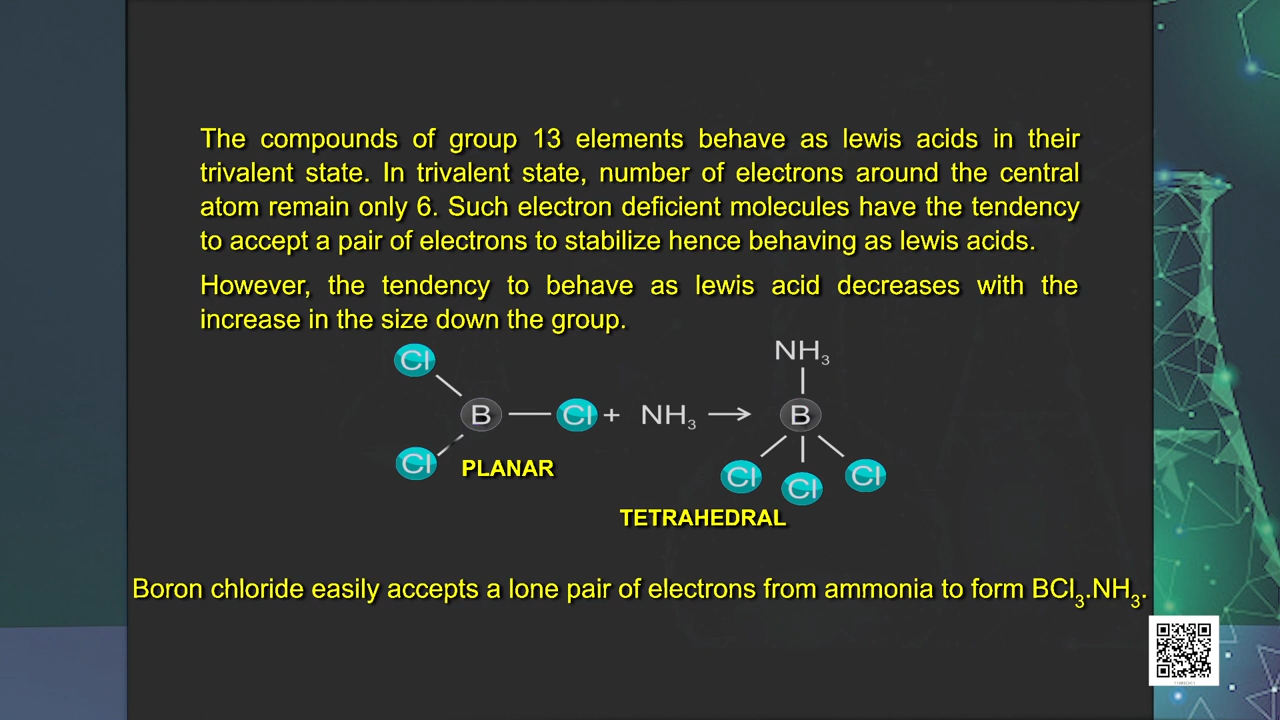 The compounds of group 13 elements behave as lewis acids in their
trivalent state. In trivalent state, number of electrons around the central
atom remain only 6. Such electron deficient molecules have the tendency
to accept a pair of electrons to stabilize hence behaving as lewis acids.
However, the tendency to behave as lewis acid decreases with the
increase in the size down the group.
Cl
NH₃
B
Cl + NH₃ → B
Cl
PLANAR
Cl Cl Cl
TETRAHEDRAL
Boron chloride easily accepts a lone pair of electrons from ammonia to form BCl₃.NH₃.